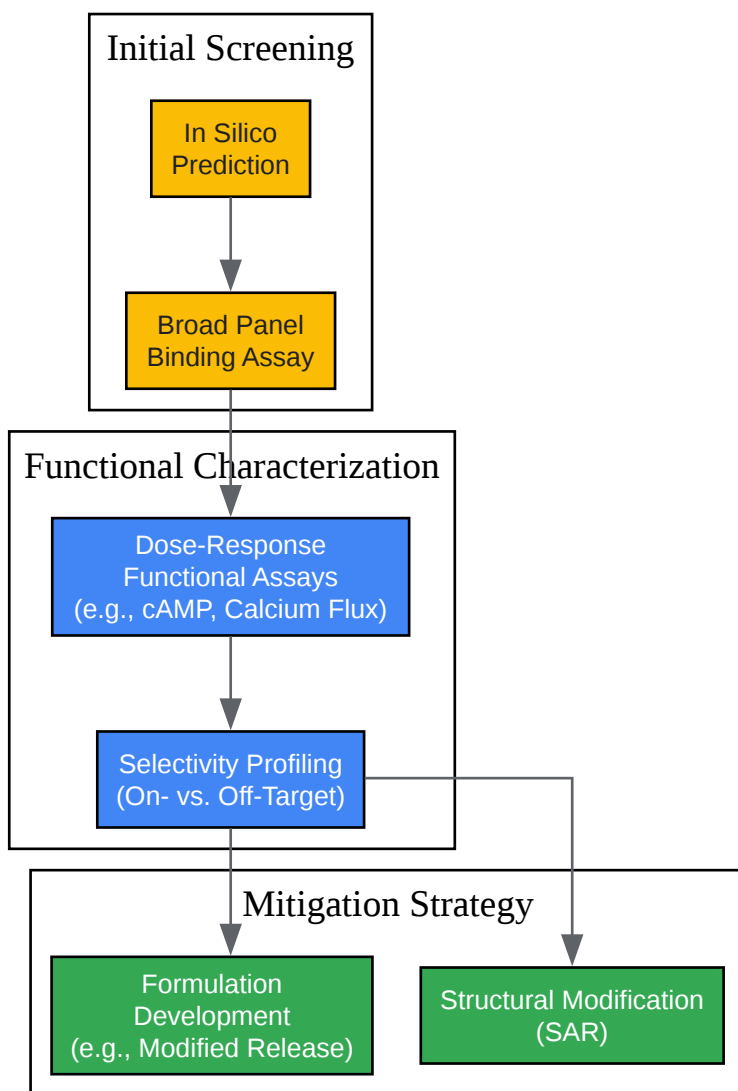 Initial Screening
In Silico
Prediction
Broad Panel
Binding Assay
Functional Characterization
Dose-Response
Functional Assays
(e.g., cAMP, Calcium Flux)
Selectivity Profiling
(On- vs. Off-Target)
Mitigation Strategy
Formulation
Development
(e.g., Modified Release)
Structural Modification
(SAR)